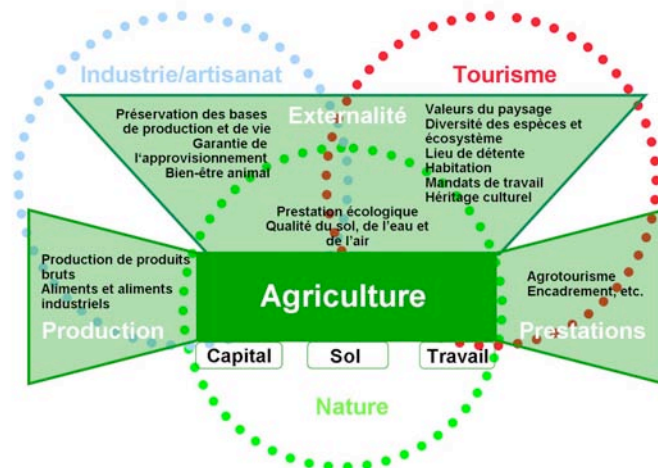 Industrie/artisanat
Tourisme
Externalité
Préservation des bases
de production et de vie
Garantie de
l'approvisionnement
Bien-être animal
Valeurs du paysage
Diversité des espèces et
écosystème
Lieu de détente
Habitation
Mandats de travail
Héritage culturel
Prestation écologique
Qualité du sol, de l'eau et
de l'air
Production de produits
bruts
Aliments et aliments
industriels
Production
Agriculture
Agrotourisme
Encadrement, etc.
Prestations
Capital
Sol
Travail
Nature